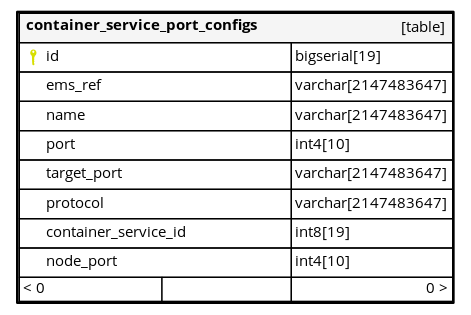 container_service_port_configs [table]
id bigserial[19]
ems_ref varchar[2147483647]
name varchar[2147483647]
port int4[10]
target_port varchar[2147483647]
protocol varchar[2147483647]
container_service_id int8[19]
node_port int4[10]
< 0 0 >